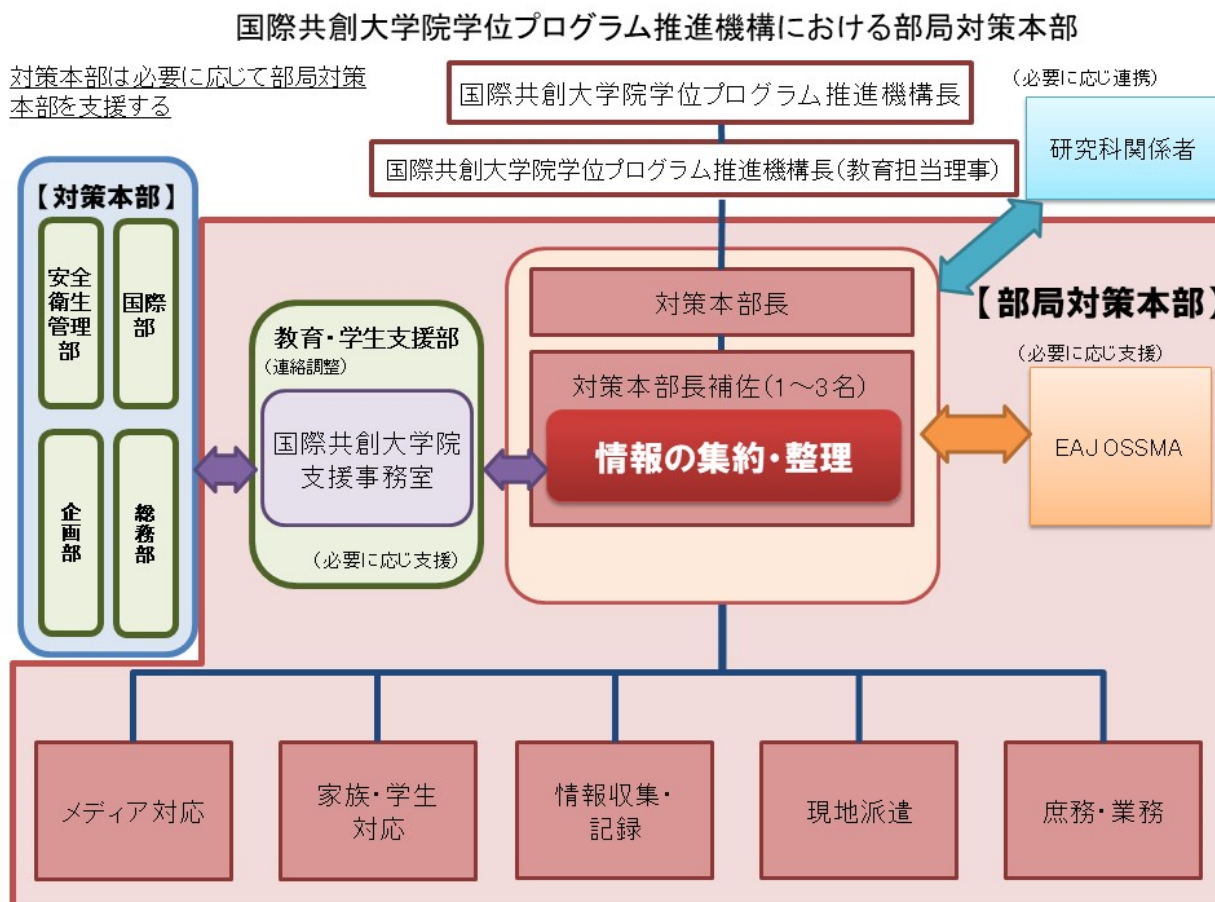 国際共創大学院学位プログラム推進機構における部局対策本部
対策本部は必要に応じて部局対策
本部を支援する
国際共創大学院学位プログラム推進機構長
(必要に応じ連携)
研究科関係者
国際共創大学院学位プログラム推進機構長(教育担当理事)
【対策本部】
安全
衛生
管理
部
国際
部
企
画
部
総
務
部
教育・学生支援部
(連絡調整)
国際共創大学院
支援事務室
(必要に応じ支援)
対策本部長
対策本部長補佐(1～3名)
情報の集約・整理
【部局対策本部】
(必要に応じ支援)
EAJ OSSMA
メディア対応
家族・学生
対応
情報収集・
記録
現地派遣
庶務・業務